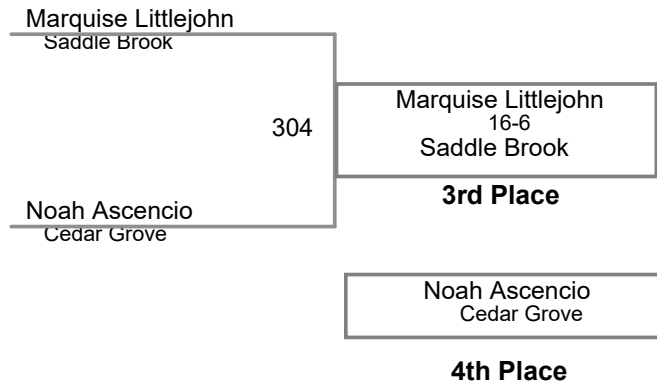 Marquise Littlejohn
Saddle Brook
304
Marquise Littlejohn
16-6
Saddle Brook
3rd Place
Noah Ascencio
Cedar Grove
Noah Ascencio
Cedar Grove
4th Place